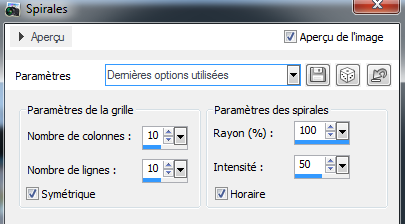 Spirales
Aperçu
Aperçu de l'image
Paramètres
Dernières options utilisées
Paramètres de la grille
Nombre de colonnes : 10
Nombre de lignes : 10
Symétrique
Paramètres des spirales
Rayon (%) : 100
Intensité : 50
Horaire